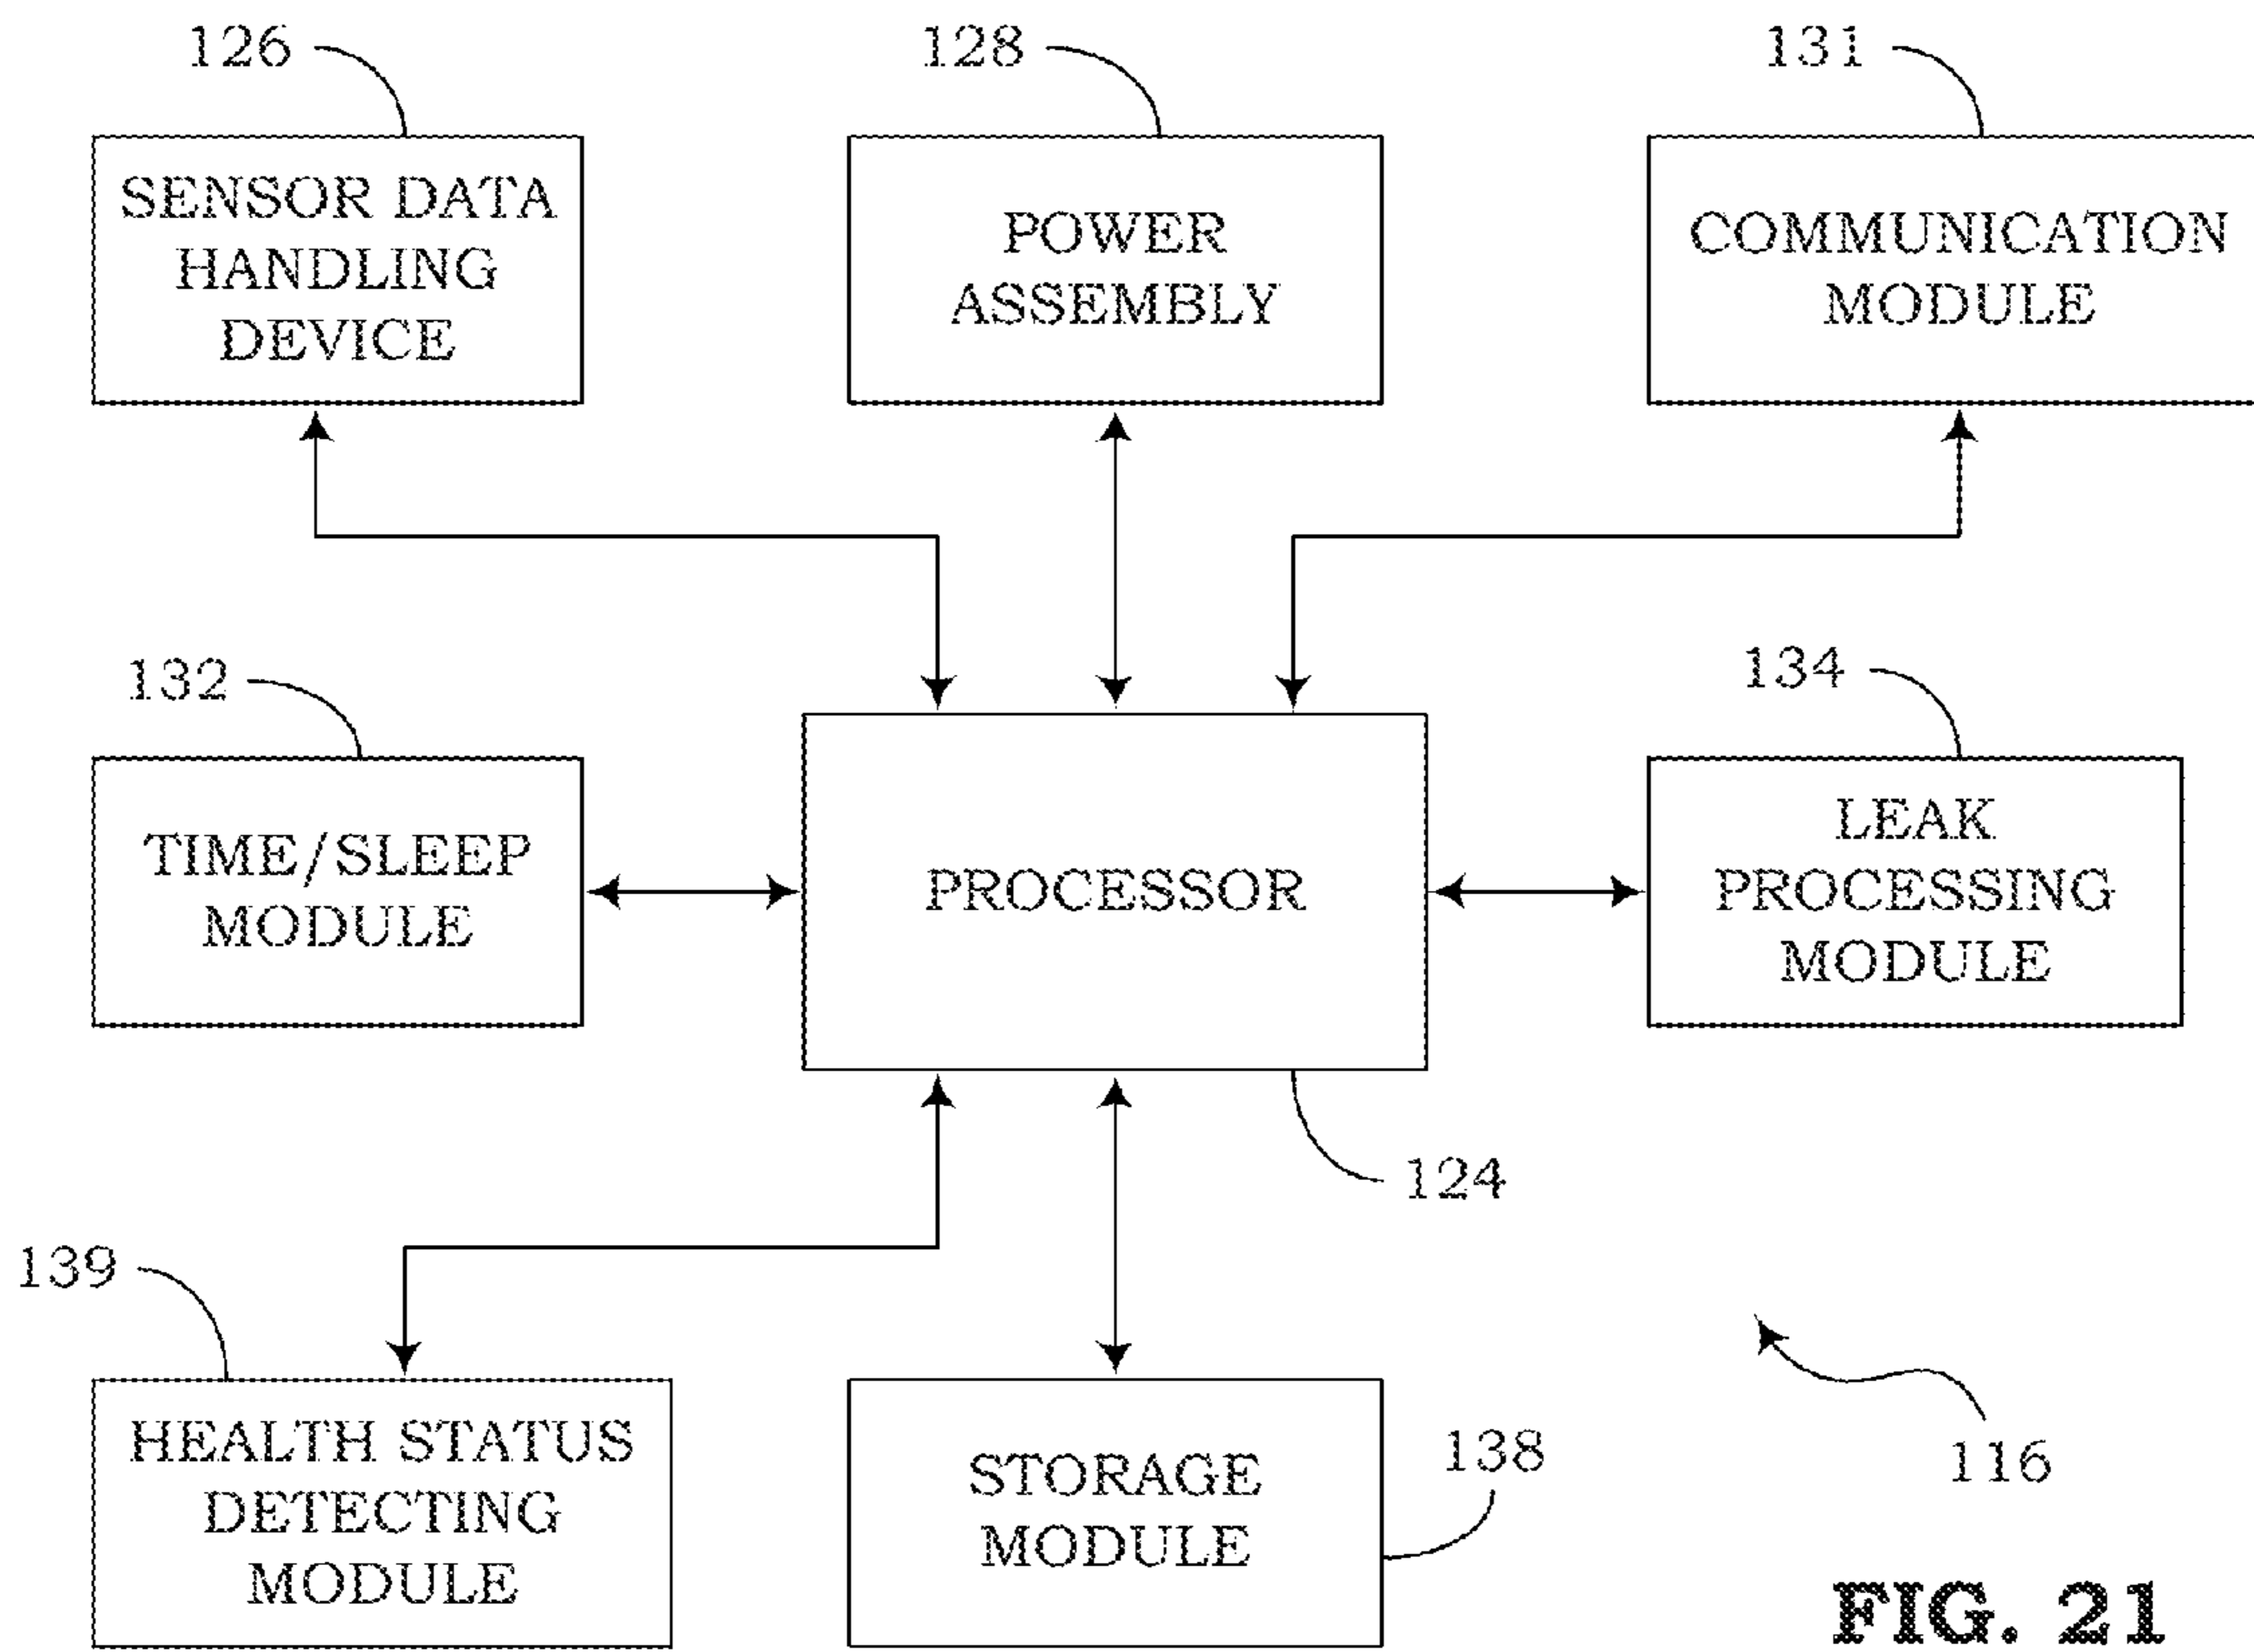 126
128
131
SENSOR DATA
HANDLING
DEVICE
POWER
ASSEMBLY
COMMUNICATION
MODULE
132
134
TIME/SLEEP
MODULE
PROCESSOR
LEAK
PROCESSING
MODULE
124
139
HEALTH STATUS
DETECTING
MODULE
STORAGE
MODULE
138
116
FIG. 21